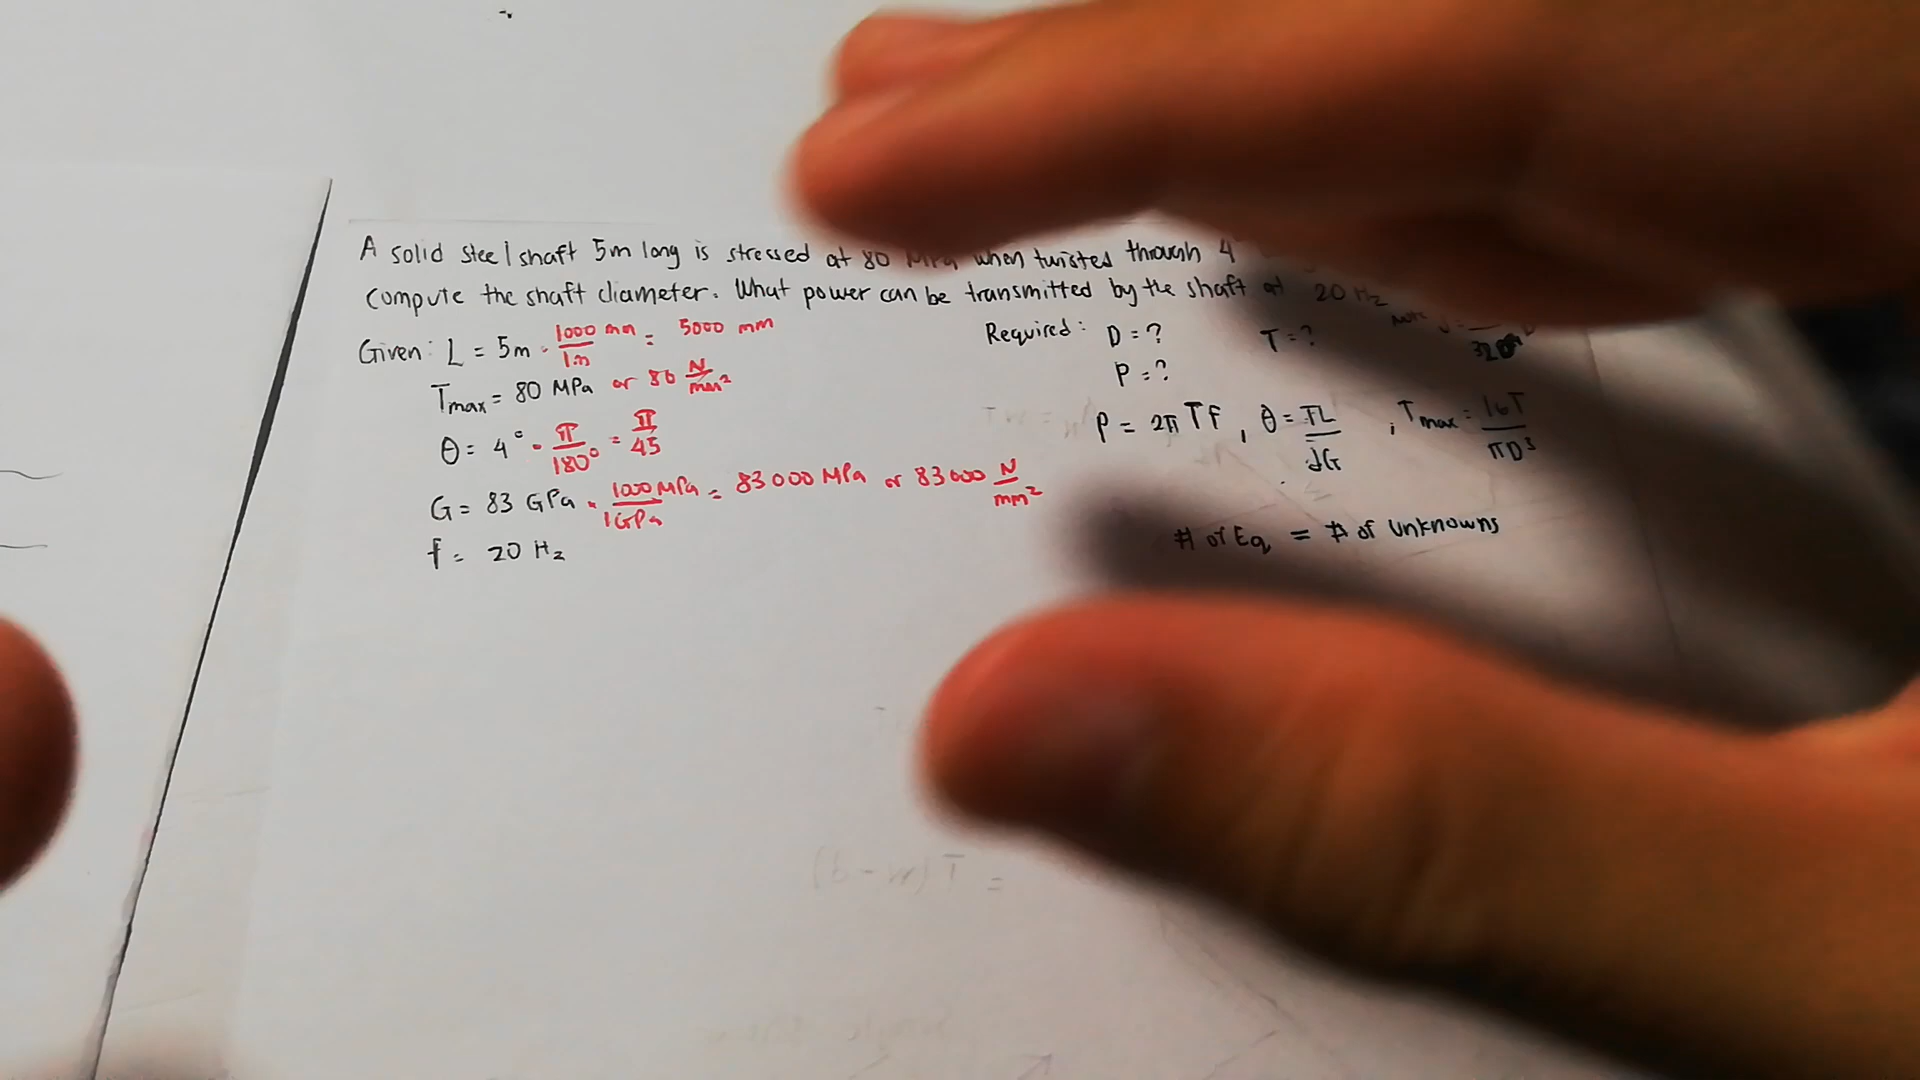 A solid steel shaft 5m long is stressed at 80 MPa when twisted through 4
Compute the shaft diameter. What power can be transmitted by the shaft at 20 Hz
Given: L = 5m · 1000 mm / 1m = 5000 mm
Required: D = ? T = ?
Tmax = 80 MPa or 80 N/mm²
P = ?
θ = 4° · π/180° = π/45
P = 2π T f , θ = TL/JG ; Tmax = 16T/πD³
G = 83 GPa · 1000 MPa / 1 GPa = 83 000 MPa or 83 000 N/mm²
f = 20 Hz
# of Eq = # of unknowns